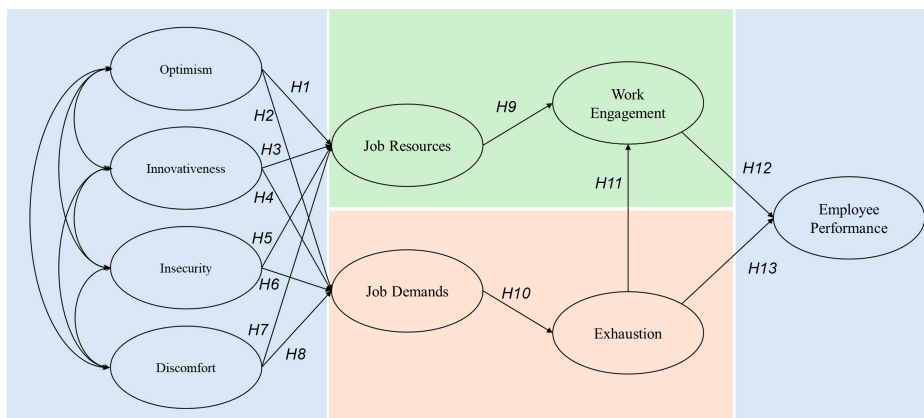 Optimism
Innovativeness
Insecurity
Discomfort
H1
H2
H3
H4
H5
H6
H7
H8
Job Resources
Job Demands
H9
H10
Work
Engagement
H11
Exhaustion
H12
H13
Employee
Performance